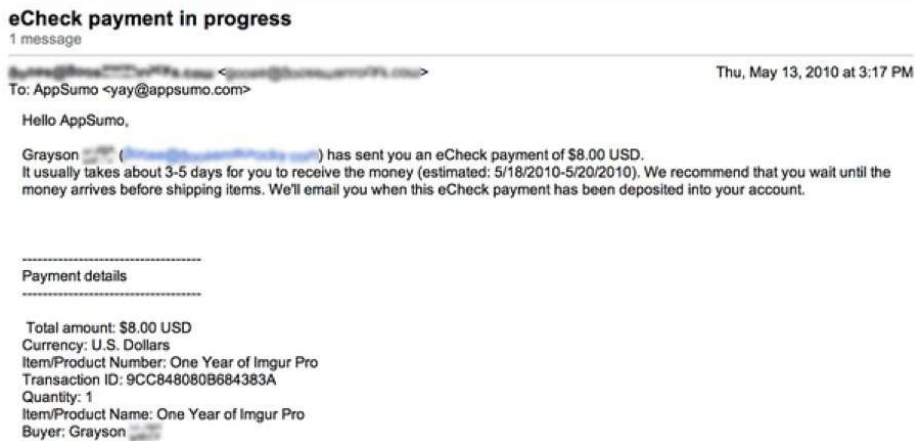 eCheck payment in progress
1 message
< > Thu, May 13, 2010 at 3:17 PM
To: AppSumo <yay@appsumo.com>
Hello AppSumo,
Grayson ( ) has sent you an eCheck payment of $8.00 USD.
It usually takes about 3-5 days for you to receive the money (estimated: 5/18/2010-5/20/2010). We recommend that you wait until the
money arrives before shipping items. We'll email you when this eCheck payment has been deposited into your account.
-----------------------------------
Payment details
-----------------------------------
Total amount: $8.00 USD
Currency: U.S. Dollars
Item/Product Number: One Year of Imgur Pro
Transaction ID: 9CC848080B684383A
Quantity: 1
Item/Product Name: One Year of Imgur Pro
Buyer: Grayson